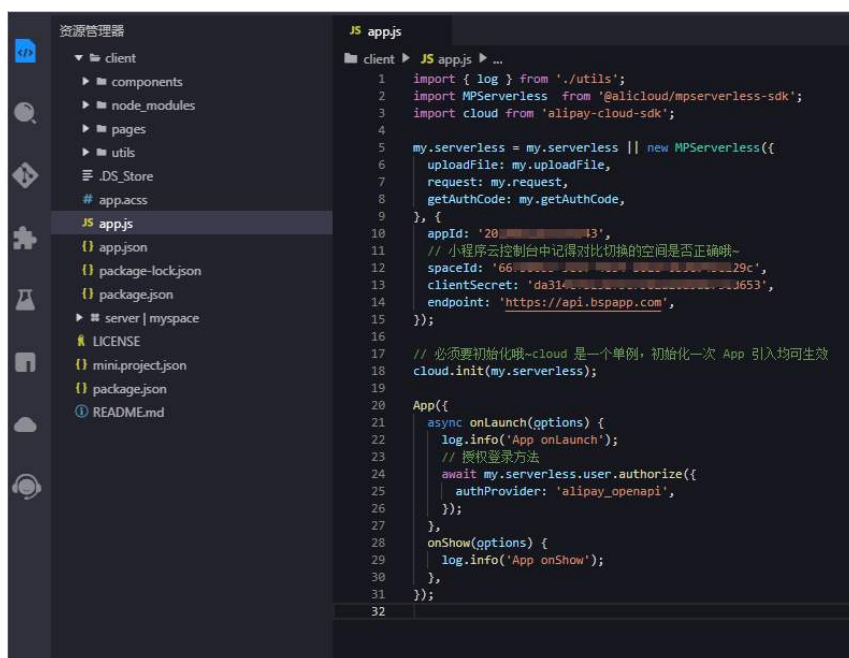 资源管理器
client
components
node_modules
pages
utils
.DS_Store
# app.acss
JS app.js
{} app.json
{} package-lock.json
{} package.json
server | myspace
LICENSE
{} mini.project.json
{} package.json
README.md
JS app.js
client JS app.js ...
1 import { log } from './utils';
2 import MPServerless from '@alicloud/mpserverless-sdk';
3 import cloud from 'alipay-cloud-sdk';
4
5 my.serverless = my.serverless || new MPServerless({
6 uploadFile: my.uploadFile,
7 request: my.request,
8 getAuthCode: my.getAuthCode,
9 }, {
10 appId: '20 43',
11 // 小程序云控制台中记得对比切换的空间是否正确哦~
12 spaceId: '66 29c',
13 clientSecret: 'da314 d653',
14 endpoint: 'https://api.bspapp.com',
15 });
16
17 // 必须要初始化哦~cloud 是一个单例，初始化一次 App 引入均可生效
18 cloud.init(my.serverless);
19
20 App({
21 async onLaunch(options) {
22 log.info('App onLaunch');
23 // 授权登录方法
24 await my.serverless.user.authorize({
25 authProvider: 'alipay_openapi',
26 });
27 },
28 onShow(options) {
29 log.info('App onShow');
30 },
31 });
32